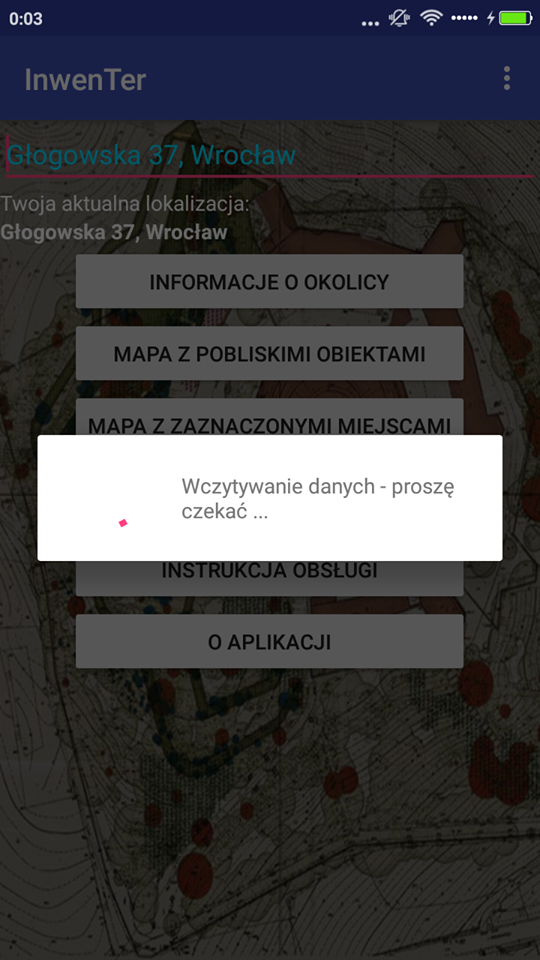 0:03
InwenTer
Głogowska 37, Wrocław
Twoja aktualna lokalizacja:
Głogowska 37, Wrocław
INFORMACJE O OKOLICY
MAPA Z POBLISKIMI OBIEKTAMI
MAPA Z ZAZNACZONYMI MIEJSCAMI
Wczytywanie danych - proszę
czekać ...
INSTRUKCJA OBSŁUGI
O APLIKACJI